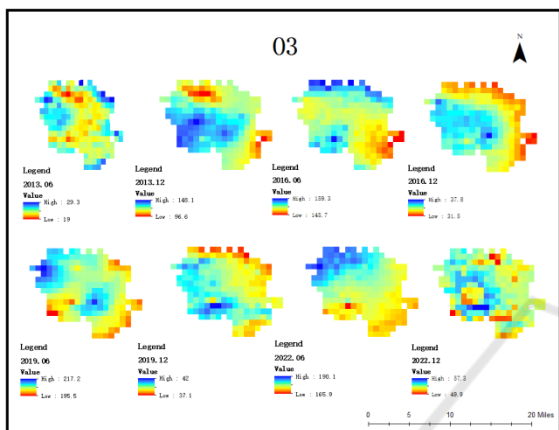 03
N
Legend
2013.06
Value
High : 29.3
Low : 19
Legend
2013.12
Value
High : 146.1
Low : 96.6
Legend
2016.06
Value
High : 159.3
Low : 145.7
Legend
2016.12
Value
High : 37.8
Low : 31.5
Legend
2019.06
Value
High : 217.2
Low : 195.5
Legend
2019.12
Value
High : 42
Low : 37.1
Legend
2022.06
Value
High : 190.1
Low : 165.9
Legend
2022.12
Value
High : 57.3
Low : 49.9
0 5 10 20 Miles